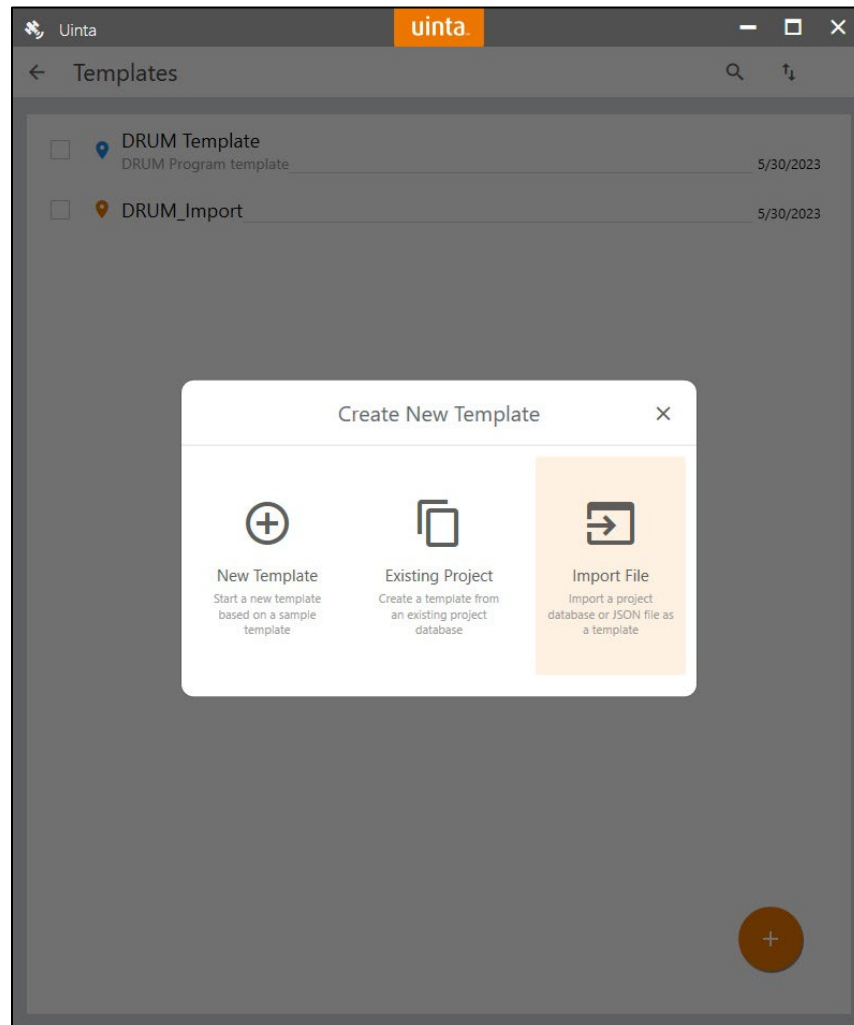 Uinta
uinta.
Templates
DRUM Template
DRUM Program template
5/30/2023
DRUM_Import
5/30/2023
Create New Template
New Template
Start a new template
based on a sample
template
Existing Project
Create a template from
an existing project
database
Import File
Import a project
database or JSON file as
a template